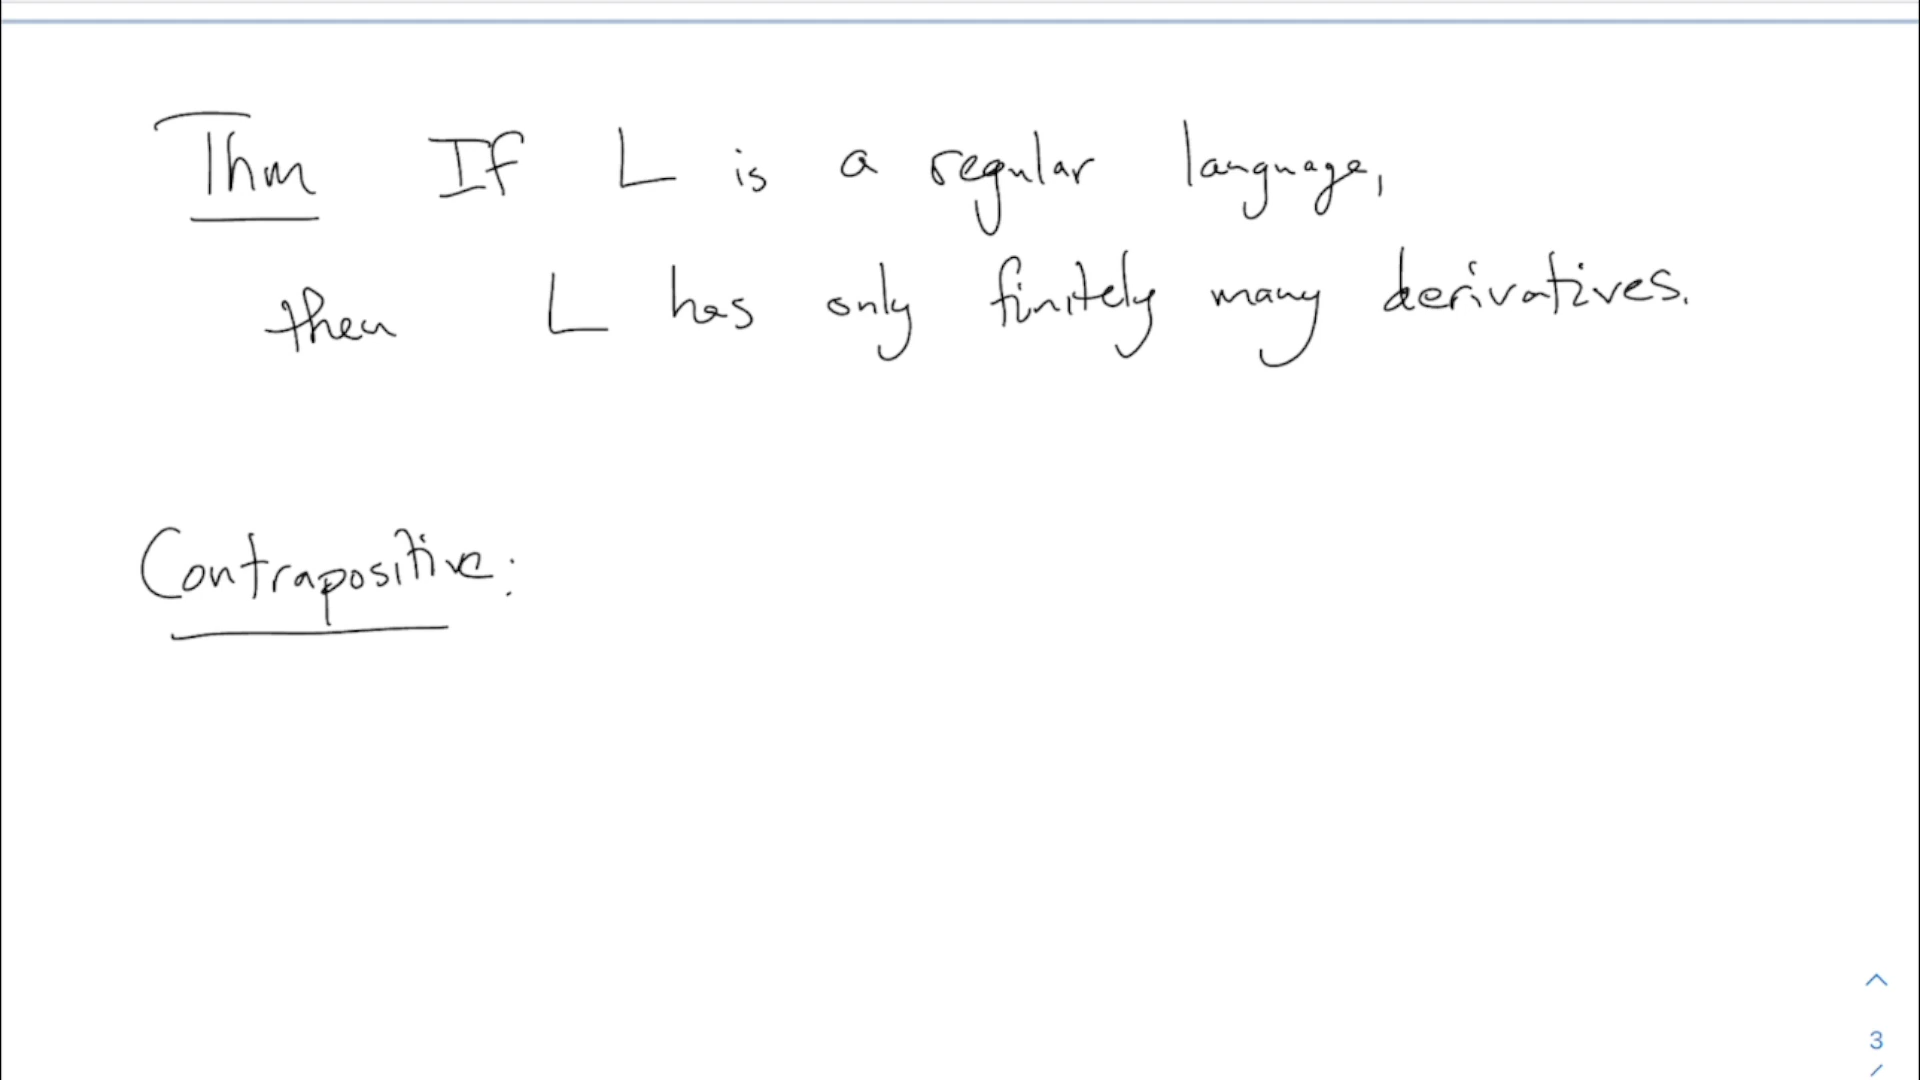 Thm If L is a regular language,
then L has only finitely many derivatives.
Contrapositive:
3